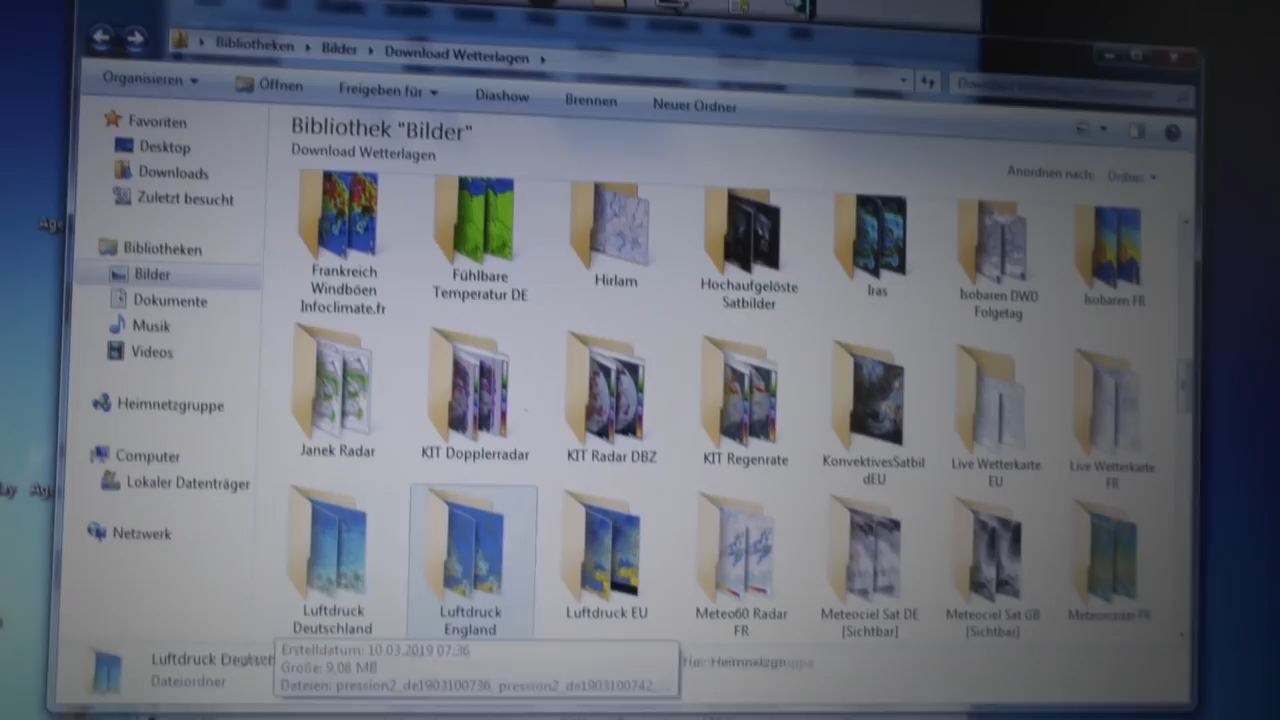 Bibliotheken Bilder Download Wetterlagen
Organisieren Öffnen Freigeben für Diashow Brennen Neuer Ordner
Favoriten
Desktop
Downloads
Zuletzt besucht
Bibliotheken
Bilder
Dokumente
Musik
Videos
Heimnetzgruppe
Computer
Lokaler Datenträger
Netzwerk
Bibliothek "Bilder"
Download Wetterlagen
Anordnen nach: Ordner
Frankreich
Windböen
Infoclimate.fr
Fühlbare
Temperatur DE
Hirlam
Hochaufgelöste
Satbilder
Iras
Isobaren DWD
Folgetag
Isobaren FR
Janek Radar
KIT Dopplerradar
KIT Radar DBZ
KIT Regenrate
KonvektivesSatbil
dEU
Live Wetterkarte
EU
Live Wetterkarte
FR
Luftdruck
Deutschland
Luftdruck
England
Luftdruck EU
Meteo60 Radar
FR
Meteociel Sat DE
[Sichtbar]
Meteociel Sat GB
[Sichtbar]
Luftdruck Deutsch
Dateiordner
Erstelldatum: 10.03.2019 07:36
Größe: 9,08 MB
Dateien: pression2_de1903100736, pression2_de1903100742, ...
Heimnetzgruppe